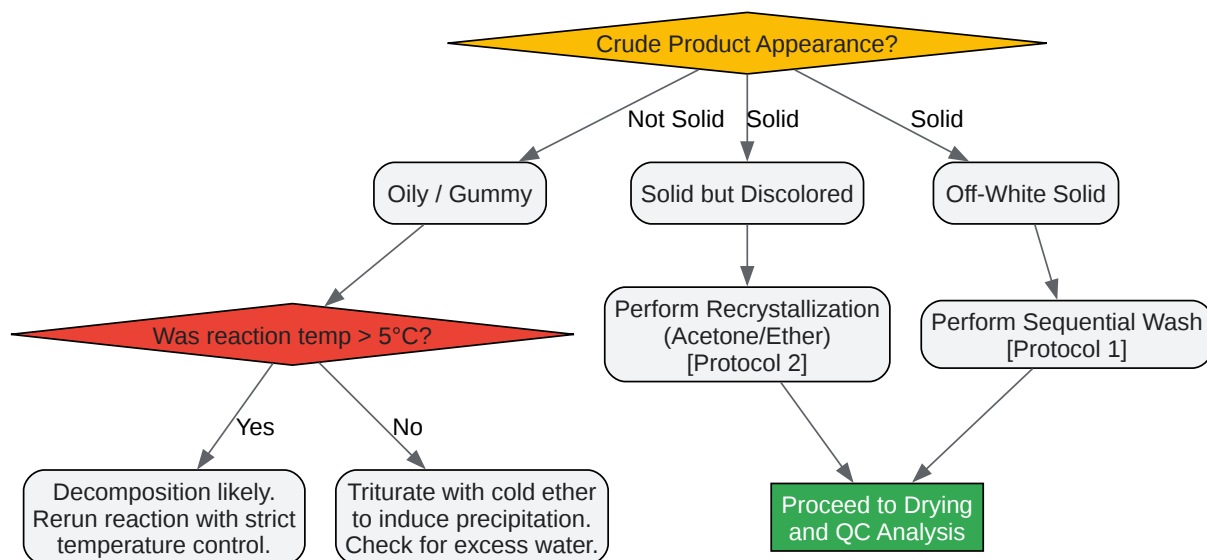 Crude Product Appearance?
Not Solid
Solid
Solid
Oily / Gummy
Solid but Discolored
Off-White Solid
Was reaction temp > 5°C?
Perform Recrystallization
(Acetone/Ether)
[Protocol 2]
Perform Sequential Wash
[Protocol 1]
Yes
No
Decomposition likely.
Rerun reaction with strict
temperature control.
Triturate with cold ether
to induce precipitation.
Check for excess water.
Proceed to Drying
and QC Analysis